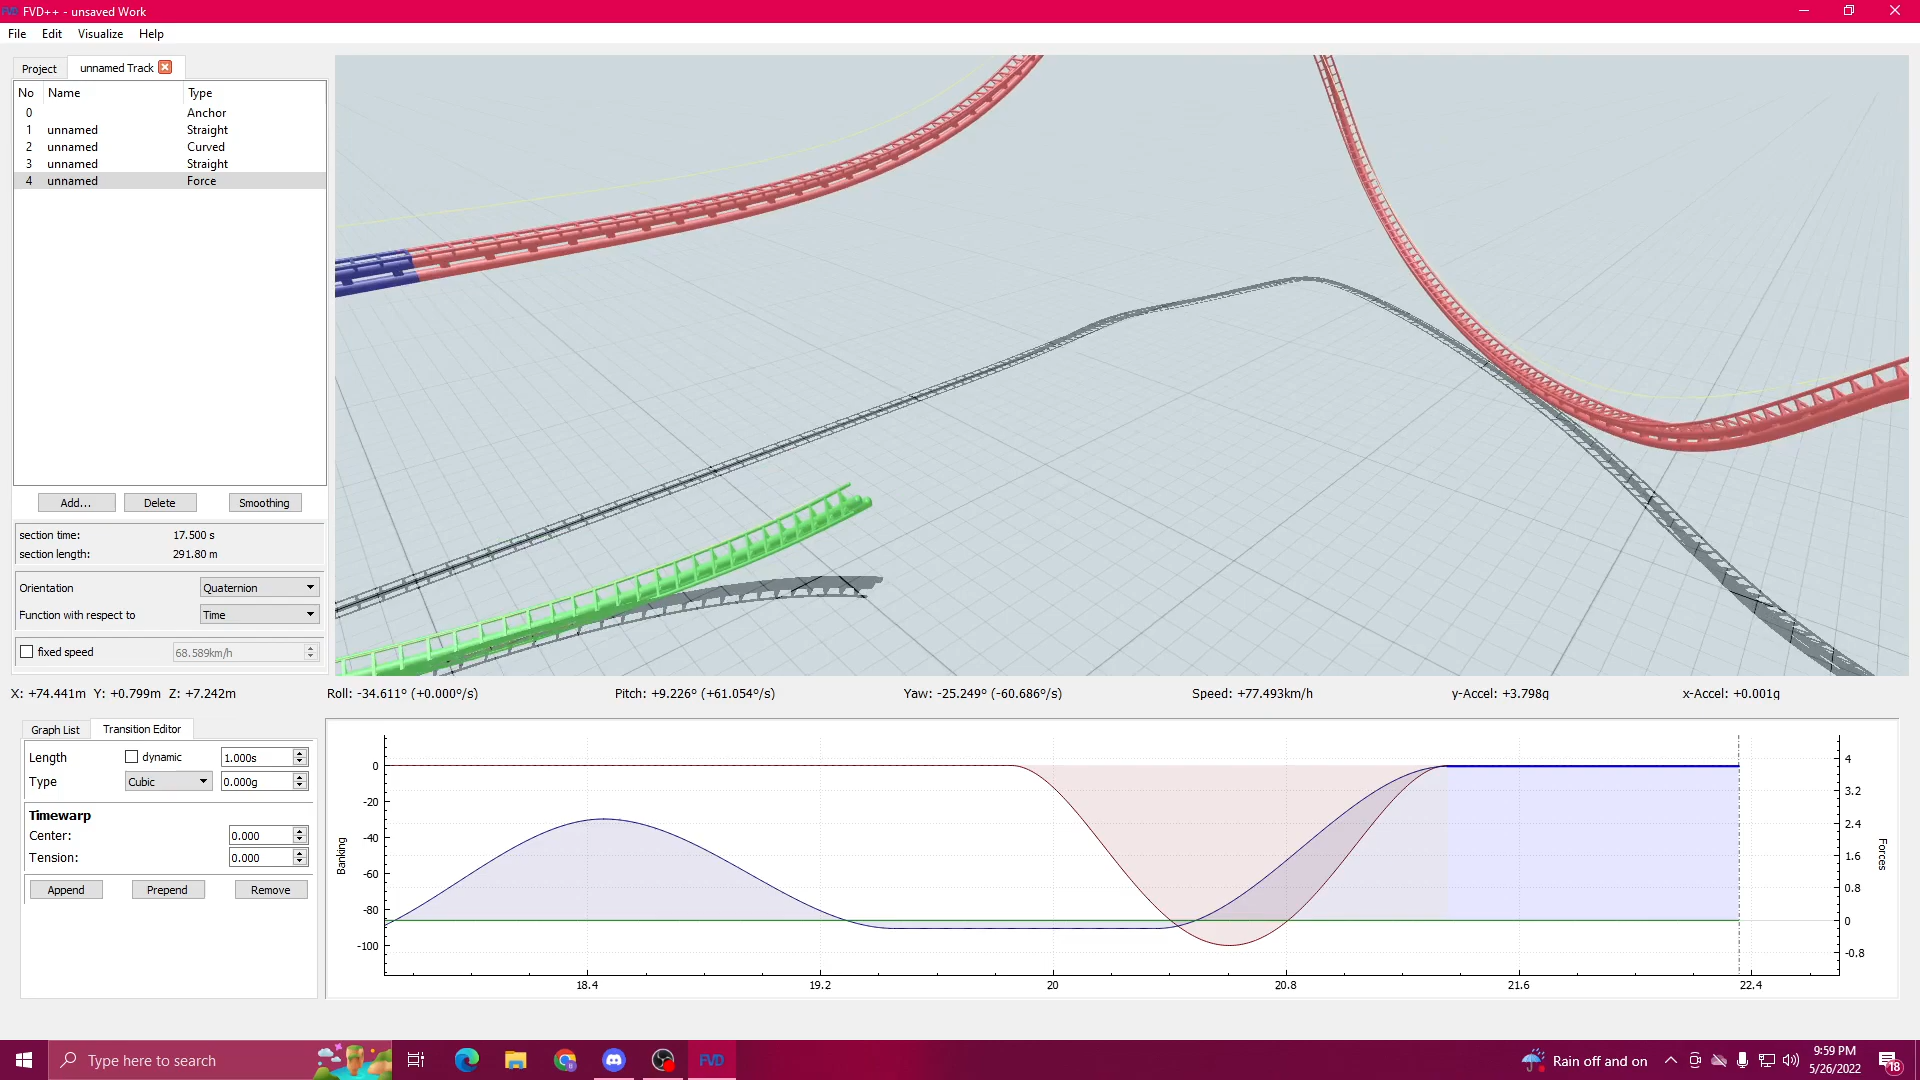 FVD FVD++ - unsaved Work
File Edit Visualize Help
Project unnamed Track
No Name Type
0 Anchor
1 unnamed Straight
2 unnamed Curved
3 unnamed Straight
4 unnamed Force
Add... Delete Smoothing
section time: 17.500 s
section length: 291.80 m
Orientation Quaternion
Function with respect to Time
fixed speed 68.589km/h
X: +74.441m Y: +0.799m Z: +7.242m Roll: -34.611° (+0.000°/s) Pitch: +9.226° (+61.054°/s) Yaw: -25.249° (-60.686°/s) Speed: +77.493km/h y-Accel: +3.798g x-Accel: +0.001g
Graph List Transition Editor
Length dynamic 1.000s
Type Cubic 0.000g
Timewarp
Center: 0.000
Tension: 0.000
Append Prepend Remove
Banking
0
-20
-40
-60
-80
-100
18.4 19.2 20 20.8 21.6 22.4
4
3.2
2.4
1.6
0.8
0
-0.8
Forces
Type here to search
FVD
Rain off and on
9:59 PM
5/26/2022
18